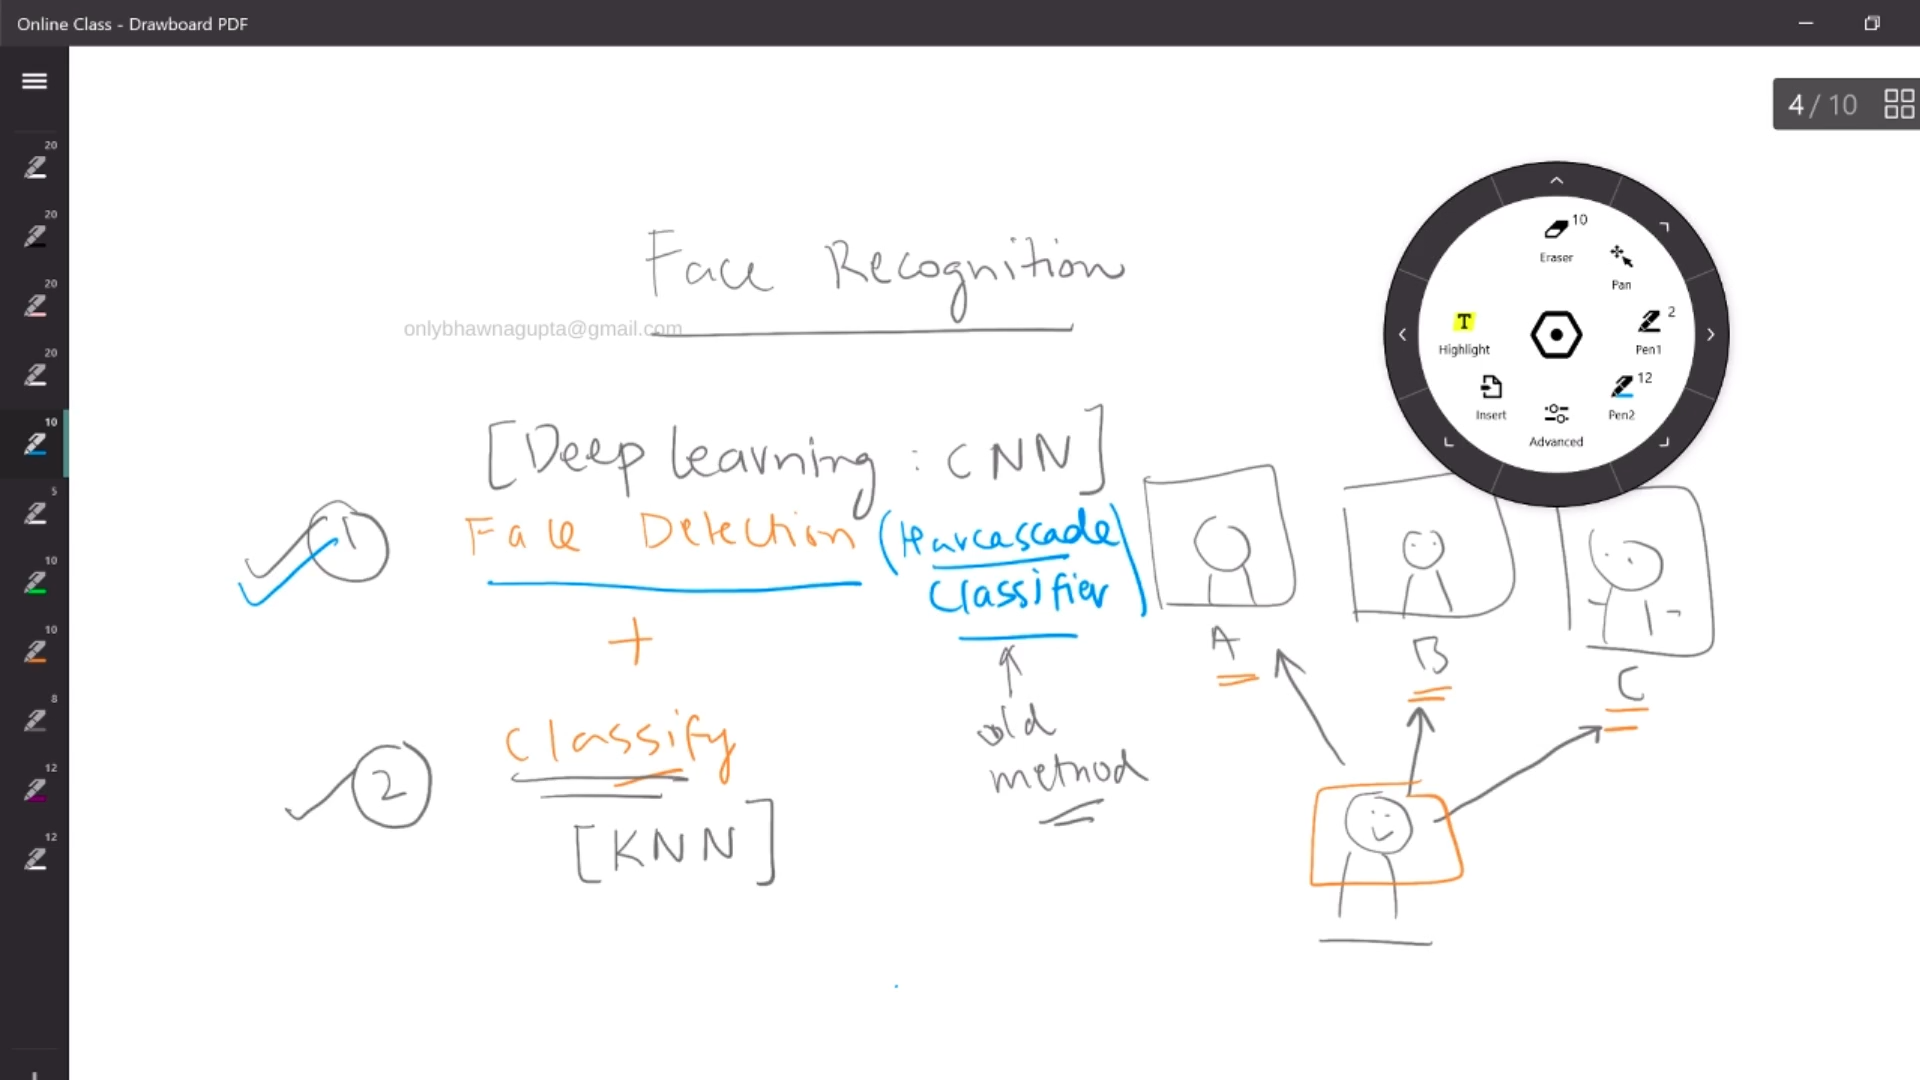 Online Class - Drawboard PDF
4 / 10
20
20
20
20
10
5
10
10
8
12
12
Eraser 10
Pan
Highlight
Pen1 2
Insert
Pen2 12
Advanced
Face Recognition
onlybhawnagupta@gmail.com
[Deep learning : CNN]
1 Face Detection (Harcascade
Classifier)
+
old
method
2 Classify
[KNN]
A
B
C